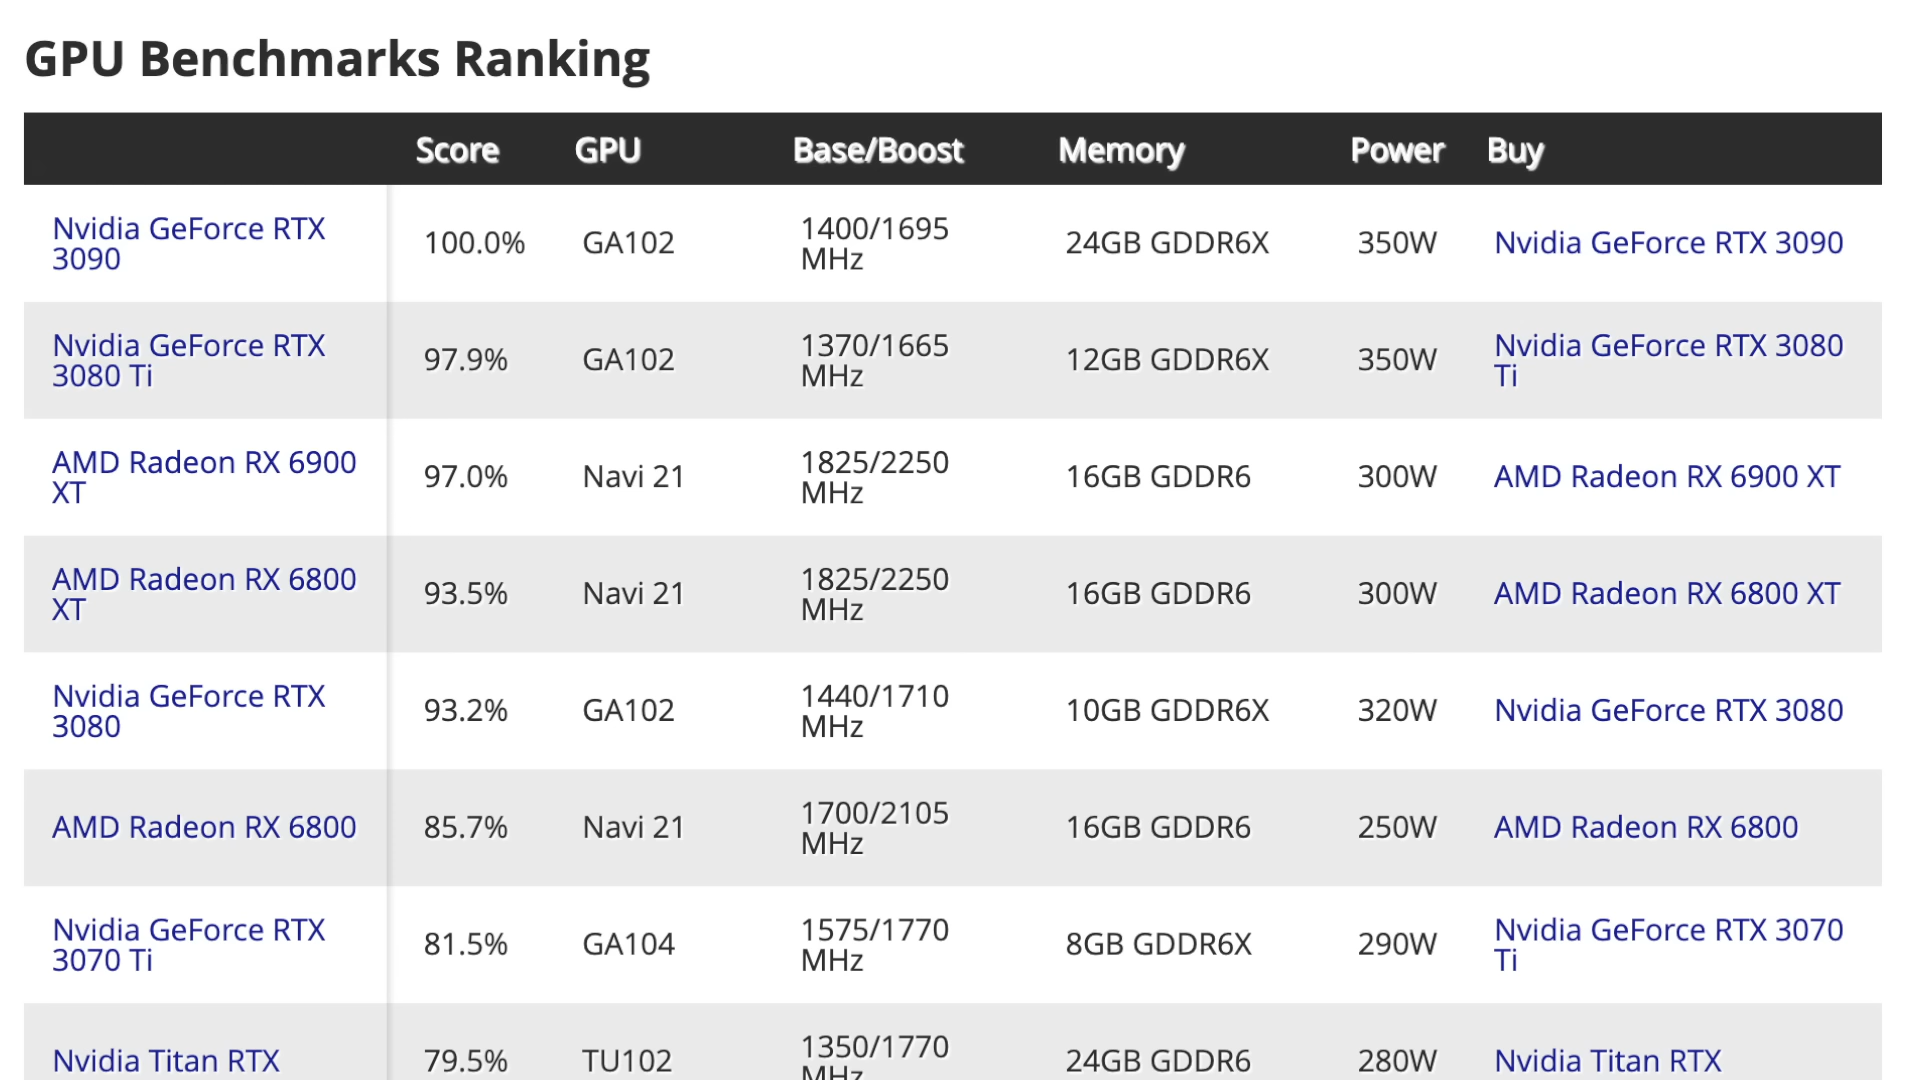 GPU Benchmarks Ranking
Score GPU Base/Boost Memory Power Buy
Nvidia GeForce RTX
3090
100.0% GA102
1400/1695
MHz
24GB GDDR6X 350W Nvidia GeForce RTX 3090
Nvidia GeForce RTX
3080 Ti
97.9% GA102
1370/1665
MHz
12GB GDDR6X 350W
Nvidia GeForce RTX 3080
Ti
AMD Radeon RX 6900
XT
97.0% Navi 21
1825/2250
MHz
16GB GDDR6 300W AMD Radeon RX 6900 XT
AMD Radeon RX 6800
XT
93.5% Navi 21
1825/2250
MHz
16GB GDDR6 300W AMD Radeon RX 6800 XT
Nvidia GeForce RTX
3080
93.2% GA102
1440/1710
MHz
10GB GDDR6X 320W Nvidia GeForce RTX 3080
AMD Radeon RX 6800 85.7% Navi 21
1700/2105
MHz
16GB GDDR6 250W AMD Radeon RX 6800
Nvidia GeForce RTX
3070 Ti
81.5% GA104
1575/1770
MHz
8GB GDDR6X 290W
Nvidia GeForce RTX 3070
Ti
Nvidia Titan RTX 79.5% TU102
1350/1770
MHz
24GB GDDR6 280W Nvidia Titan RTX